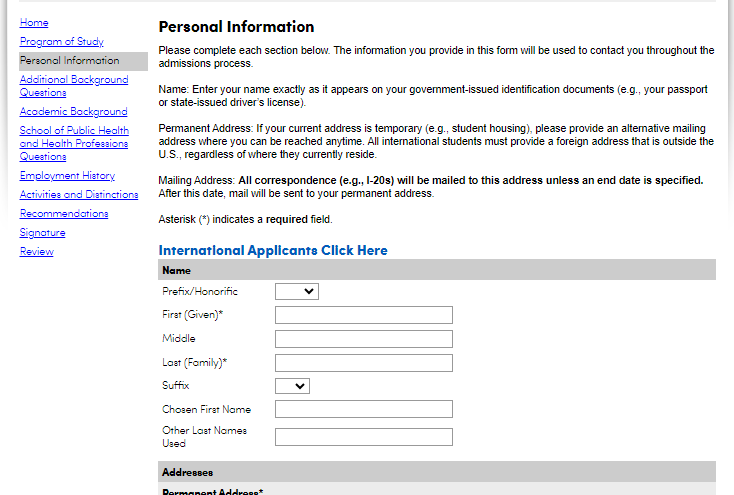 Home
Program of Study
Personal Information
Additional Background
Questions
Academic Background
School of Public Health
and Health Professions
Questions
Employment History
Activities and Distinctions
Recommendations
Signature
Review
Personal Information
Please complete each section below. The information you provide in this form will be used to contact you throughout the
admissions process.
Name: Enter your name exactly as it appears on your government-issued identification documents (e.g., your passport
or state-issued driver's license).
Permanent Address: If your current address is temporary (e.g., student housing), please provide an alternative mailing
address where you can be reached anytime. All international students must provide a foreign address that is outside the
U.S., regardless of where they currently reside.
Mailing Address: All correspondence (e.g., I-20s) will be mailed to this address unless an end date is specified.
After this date, mail will be sent to your permanent address.
Asterisk (*) indicates a required field.
International Applicants Click Here
Name
Prefix/Honorific
First (Given)*
Middle
Last (Family)*
Suffix
Chosen First Name
Other Last Names
Used
Addresses
Permanent Address*